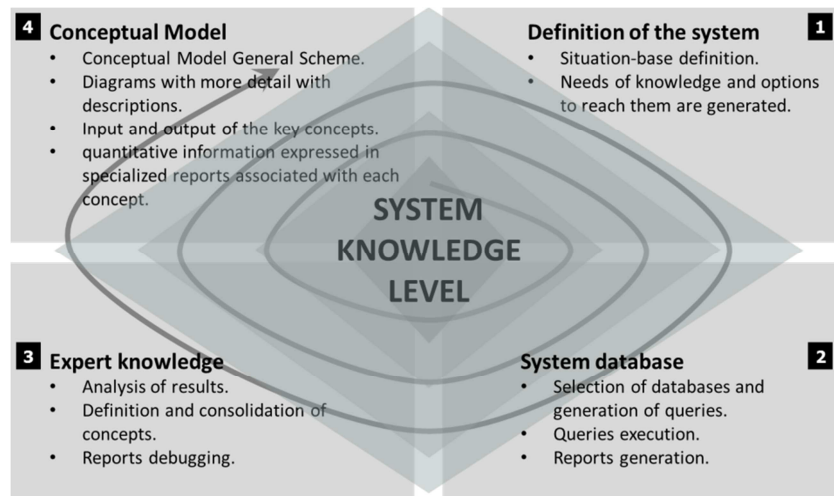 4 Conceptual Model
• Conceptual Model General Scheme.
• Diagrams with more detail with
descriptions.
• Input and output of the key concepts.
• quantitative information expressed in
specialized reports associated with each
concept.
Definition of the system 1
• Situation-base definition.
• Needs of knowledge and options
to reach them are generated.
SYSTEM
KNOWLEDGE
LEVEL
3 Expert knowledge
• Analysis of results.
• Definition and consolidation of
concepts.
• Reports debugging.
System database 2
• Selection of databases and
generation of queries.
• Queries execution.
• Reports generation.